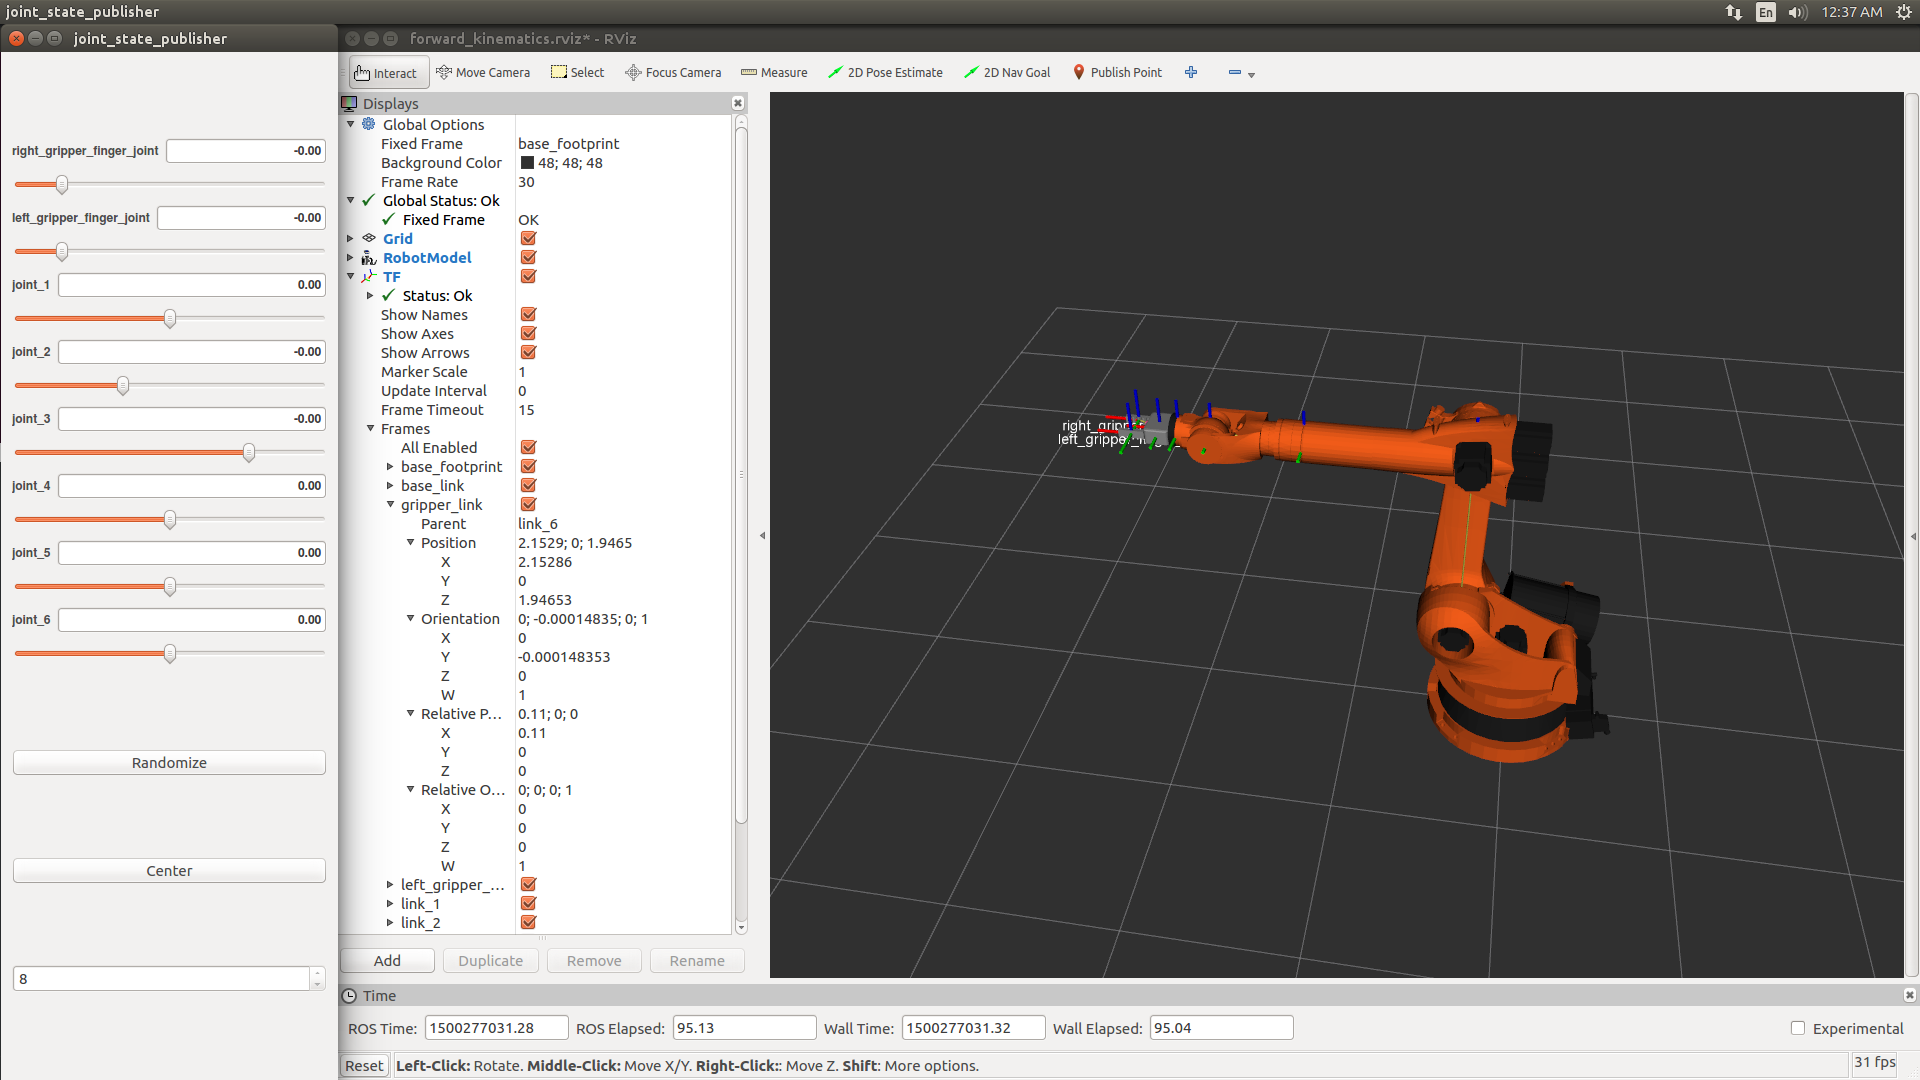 joint_state_publisher
En
12:37 AM
joint_state_publisher
right_gripper_finger_joint -0.00
left_gripper_finger_joint -0.00
joint_1 0.00
joint_2 -0.00
joint_3 -0.00
joint_4 0.00
joint_5 0.00
joint_6 0.00
Randomize
Center
8
forward_kinematics.rviz* - RViz
Interact Move Camera Select Focus Camera Measure 2D Pose Estimate 2D Nav Goal Publish Point
Displays
Global Options
Fixed Frame base_footprint
Background Color 48; 48; 48
Frame Rate 30
Global Status: Ok
Fixed Frame OK
Grid
RobotModel
TF
Status: Ok
Show Names
Show Axes
Show Arrows
Marker Scale 1
Update Interval 0
Frame Timeout 15
Frames
All Enabled
base_footprint
base_link
gripper_link
Parent link_6
Position 2.1529; 0; 1.9465
X 2.15286
Y 0
Z 1.94653
Orientation 0; -0.00014835; 0; 1
X 0
Y -0.000148353
Z 0
W 1
Relative P... 0.11; 0; 0
X 0.11
Y 0
Z 0
Relative O... 0; 0; 0; 1
X 0
Y 0
Z 0
W 1
left_gripper_...
link_1
link_2
Add Duplicate Remove Rename
right_gripper
left_gripper_
Time
ROS Time: 1500277031.28 ROS Elapsed: 95.13 Wall Time: 1500277031.32 Wall Elapsed: 95.04 Experimental
Reset Left-Click: Rotate. Middle-Click: Move X/Y. Right-Click:: Move Z. Shift: More options. 31 fps